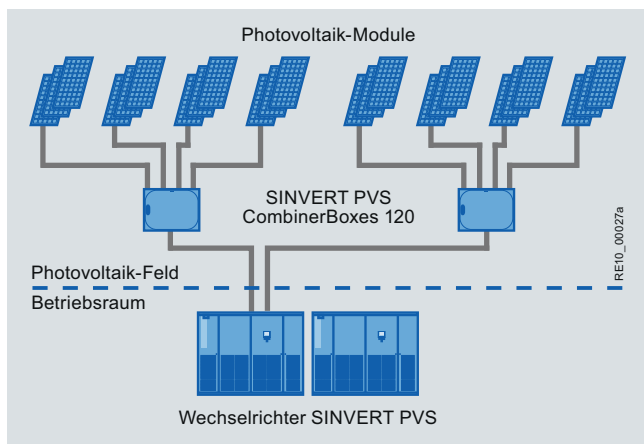 Photovoltaik-Module
SINVERT PVS
CombinerBoxes 120
RE10_00027a
Photovoltaik-Feld
Betriebsraum
Wechselrichter SINVERT PVS